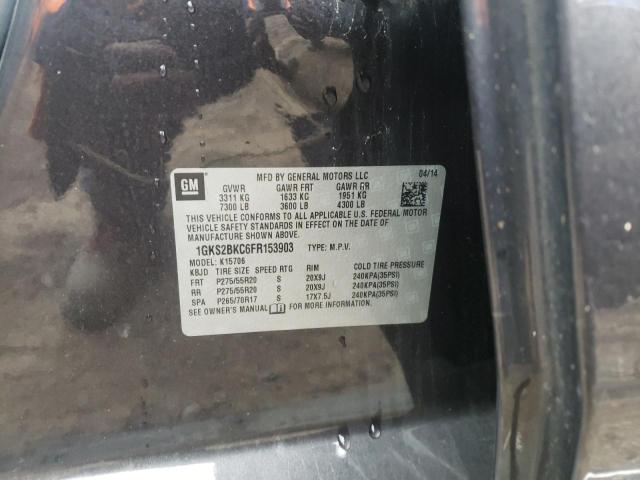 GM
MFD BY GENERAL MOTORS LLC 04/14
GVWR GAWR FRT GAWR RR
3311 KG 1633 KG 1951 KG
7300 LB 3600 LB 4300 LB
THIS VEHICLE CONFORMS TO ALL APPLICABLE U.S. FEDERAL MOTOR
VEHICLE SAFETY STANDARDS IN EFFECT ON THE DATE OF
MANUFACTURE SHOWN ABOVE.
1GKS2BKC6FR153903 TYPE: M.P.V.
MODEL: K15706
KBJD TIRE SIZE SPEED RTG RIM COLD TIRE PRESSURE
FRT P275/55R20 S 20X9J 240KPA(35PSI)
RR P275/55R20 S 20X9J 240KPA(35PSI)
SPA P265/70R17 S 17X7.5J 240KPA(35PSI)
SEE OWNER'S MANUAL FOR MORE INFORMATION.